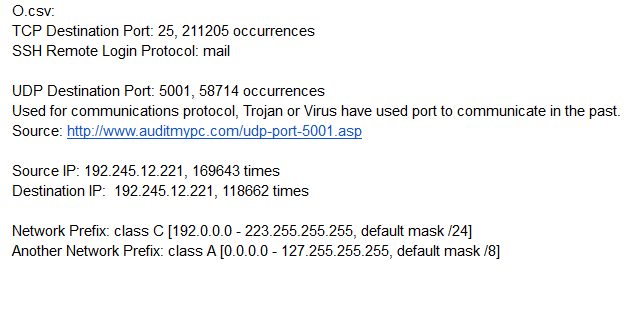 O.csv:
TCP Destination Port: 25, 211205 occurrences
SSH Remote Login Protocol: mail
UDP Destination Port: 5001, 58714 occurrences
Used for communications protocol, Trojan or Virus have used port to communicate in the past.
Source: http://www.auditmypc.com/udp-port-5001.asp
Source IP: 192.245.12.221, 169643 times
Destination IP:  192.245.12.221, 118662 times
Network Prefix: class C [192.0.0.0 - 223.255.255.255, default mask /24]
Another Network Prefix: class A [0.0.0.0 - 127.255.255.255, default mask /8]